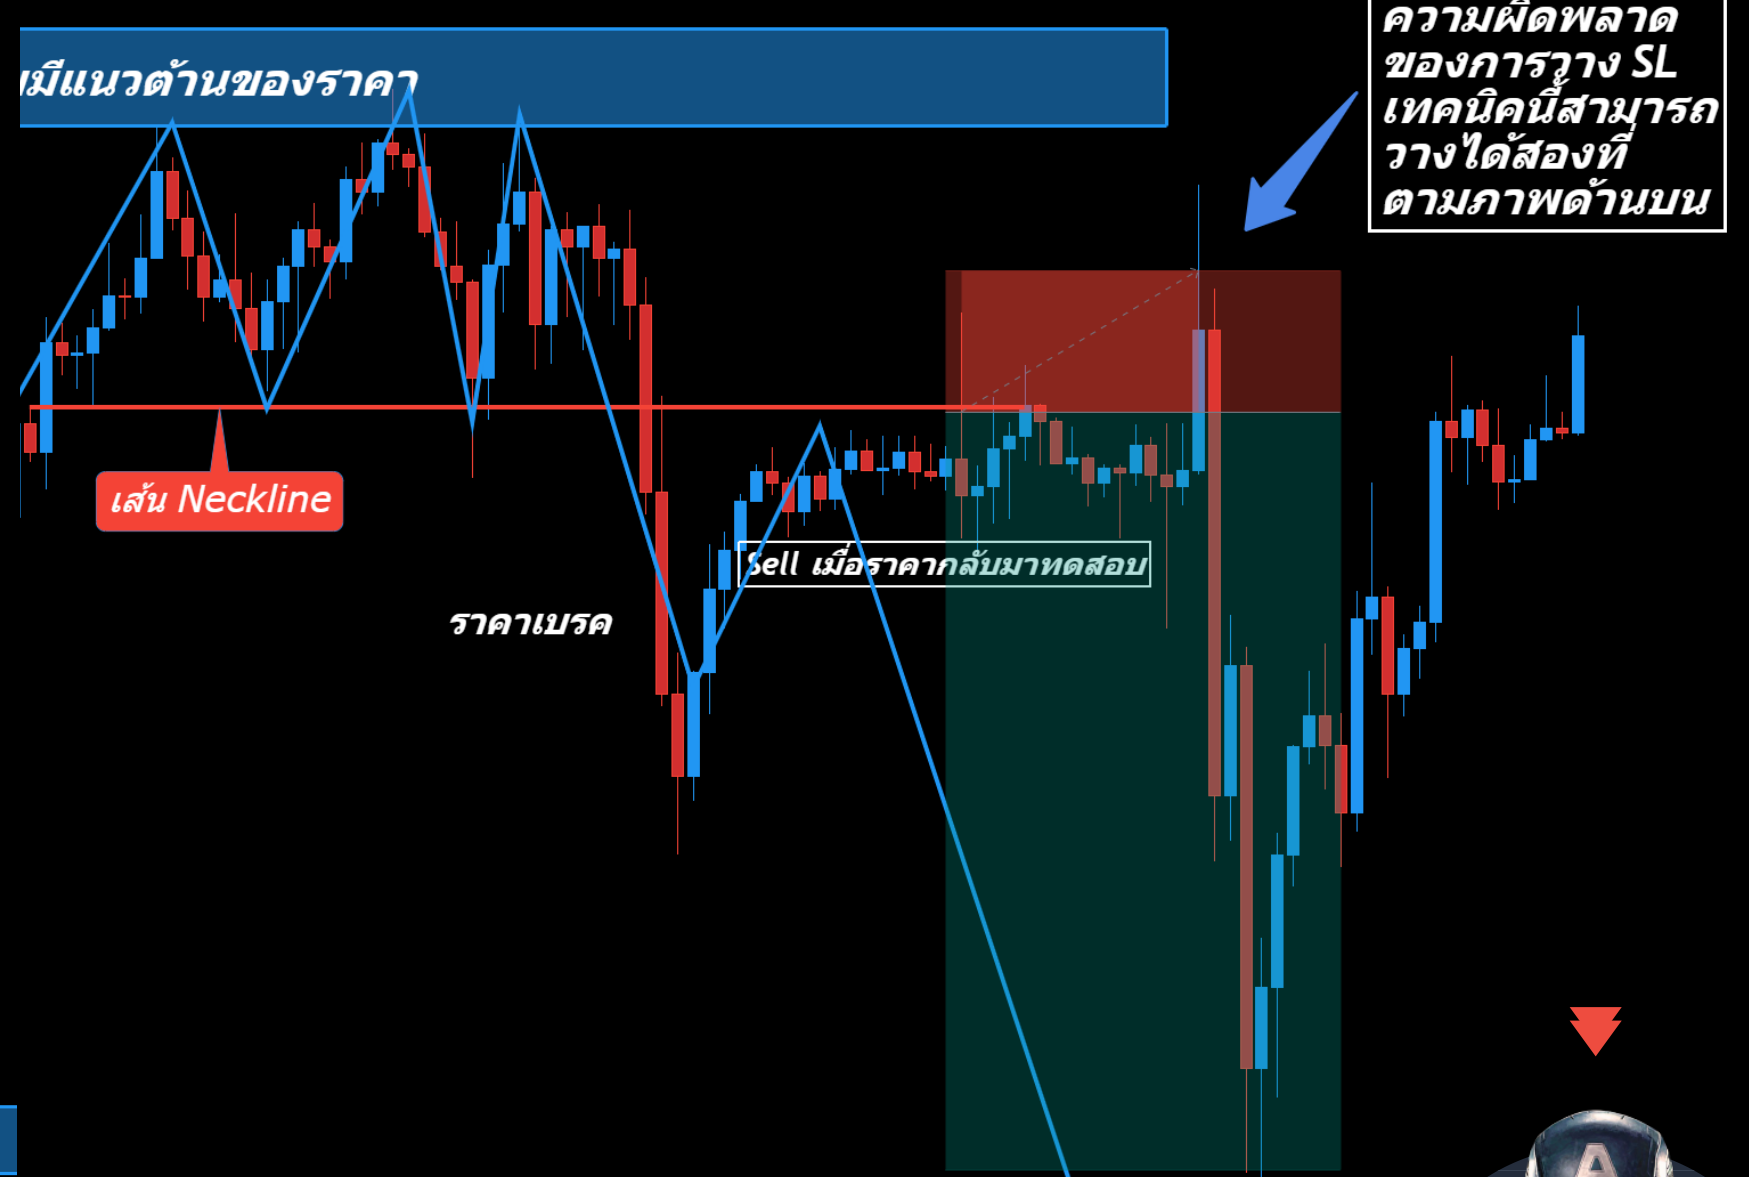 ความผิดพลาด
ของการวาง SL
เทคนิคนี้สามารถ
วางได้สองที่
ตามภาพด้านบน
มีแนวต้านของราคา
เส้น Neckline
Sell เมื่อราคากลับมาทดสอบ
ราคาเบรค
A